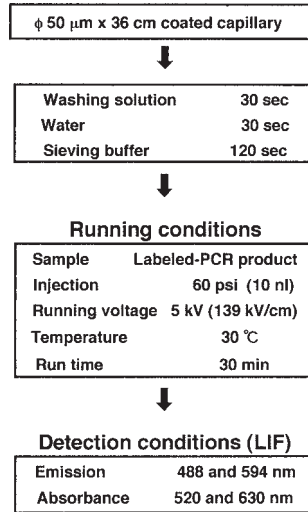 ϕ 50 μm x 36 cm coated capillary
Washing solution 30 sec
Water 30 sec
Sieving buffer 120 sec
Running conditions
Sample Labeled-PCR product
Injection 60 psi (10 nl)
Running voltage 5 kV (139 kV/cm)
Temperature 30 ℃
Run time 30 min
Detection conditions (LIF)
Emission 488 and 594 nm
Absorbance 520 and 630 nm